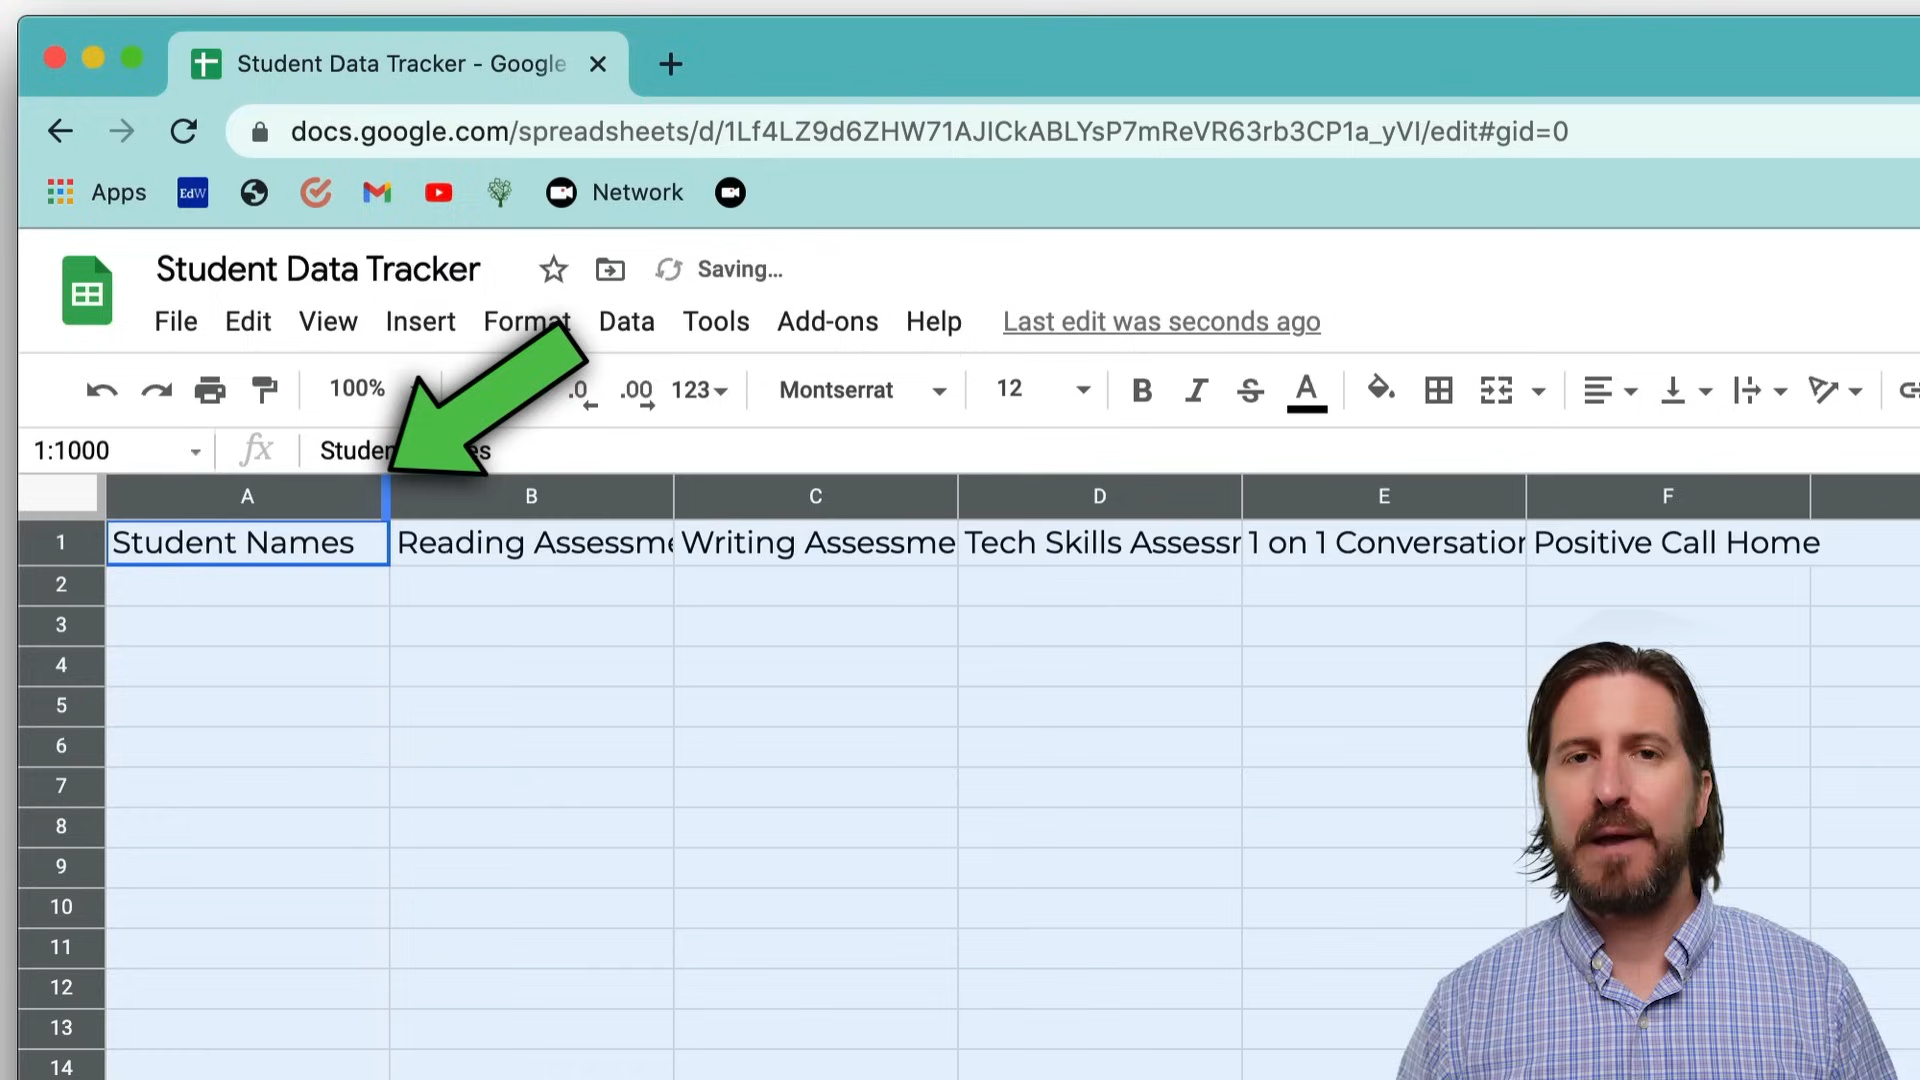 Student Data Tracker - Google
docs.google.com/spreadsheets/d/1Lf4LZ9d6ZHW71AJICkABLYsP7mReVR63rb3CP1a_yVI/edit#gid=0
Apps EdW Network
Student Data Tracker Saving...
File Edit View Insert Format Data Tools Add-ons Help Last edit was seconds ago
100% .0 .00 123 Montserrat 12 B I S A
1:1000 fx
A B C D E F
1 Student Names Reading Assessme Writing Assessme Tech Skills Assessr 1 on 1 Conversation Positive Call Home
2
3
4
5
6
7
8
9
10
11
12
13
14